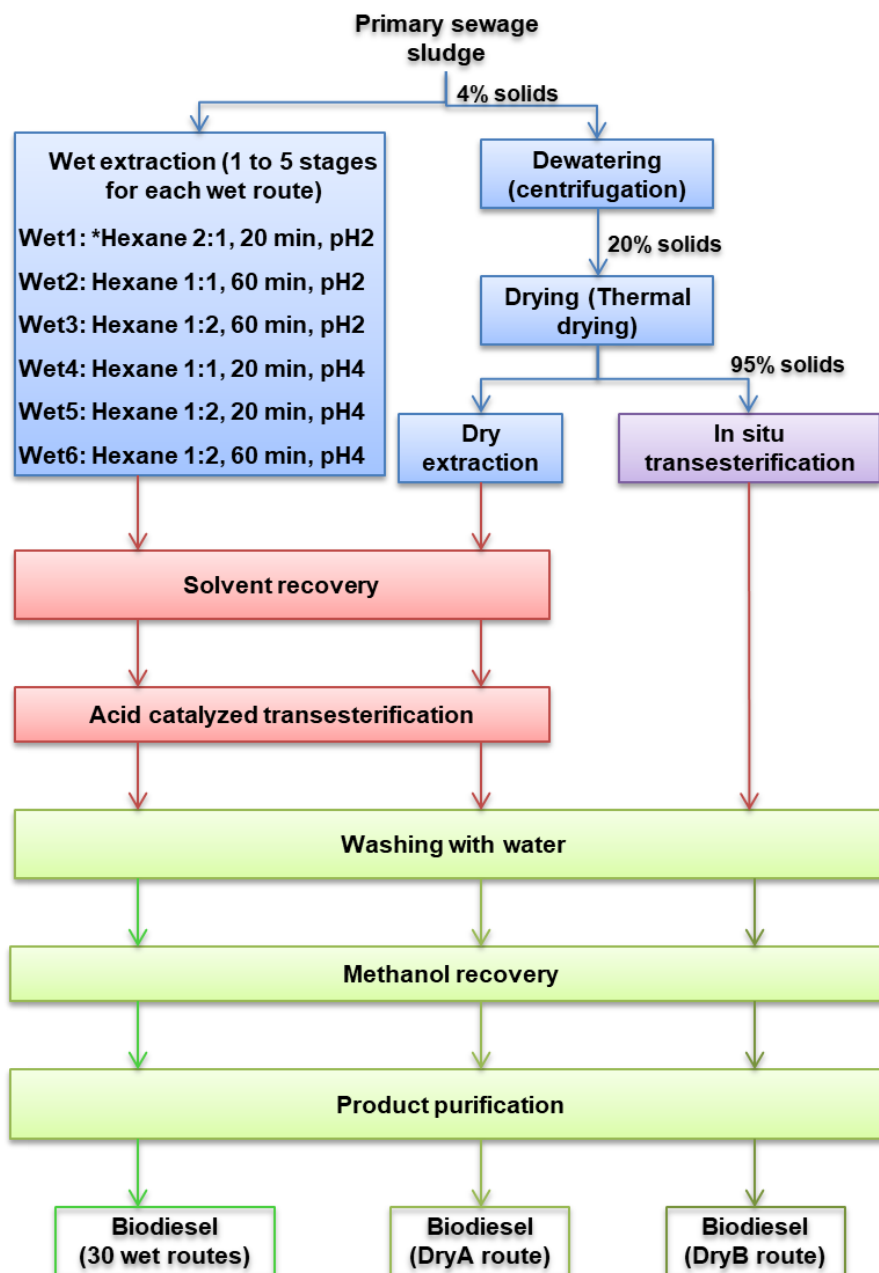 Primary sewage
sludge
4% solids
Wet extraction (1 to 5 stages
for each wet route)
Wet1: *Hexane 2:1, 20 min, pH2
Wet2: Hexane 1:1, 60 min, pH2
Wet3: Hexane 1:2, 60 min, pH2
Wet4: Hexane 1:1, 20 min, pH4
Wet5: Hexane 1:2, 20 min, pH4
Wet6: Hexane 1:2, 60 min, pH4
Dewatering
(centrifugation)
20% solids
Drying (Thermal
drying)
95% solids
Dry
extraction
In situ
transesterification
Solvent recovery
Acid catalyzed transesterification
Washing with water
Methanol recovery
Product purification
Biodiesel
(30 wet routes)
Biodiesel
(DryA route)
Biodiesel
(DryB route)